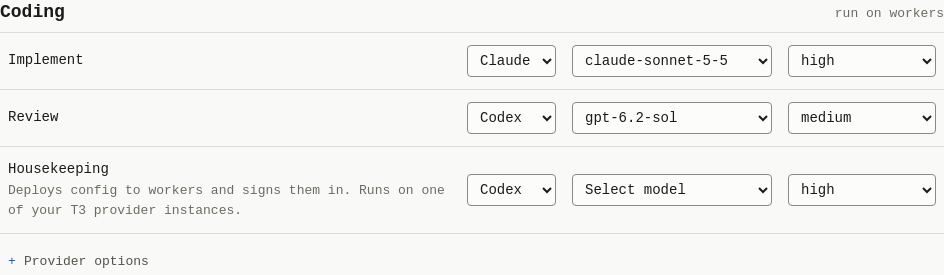 Coding run on workers
Implement Claude claude-sonnet-5-5 high
Review Codex gpt-6.2-sol medium
Housekeeping
Deploys config to workers and signs them in. Runs on one
of your T3 provider instances.
Codex Select model high
+ Provider options